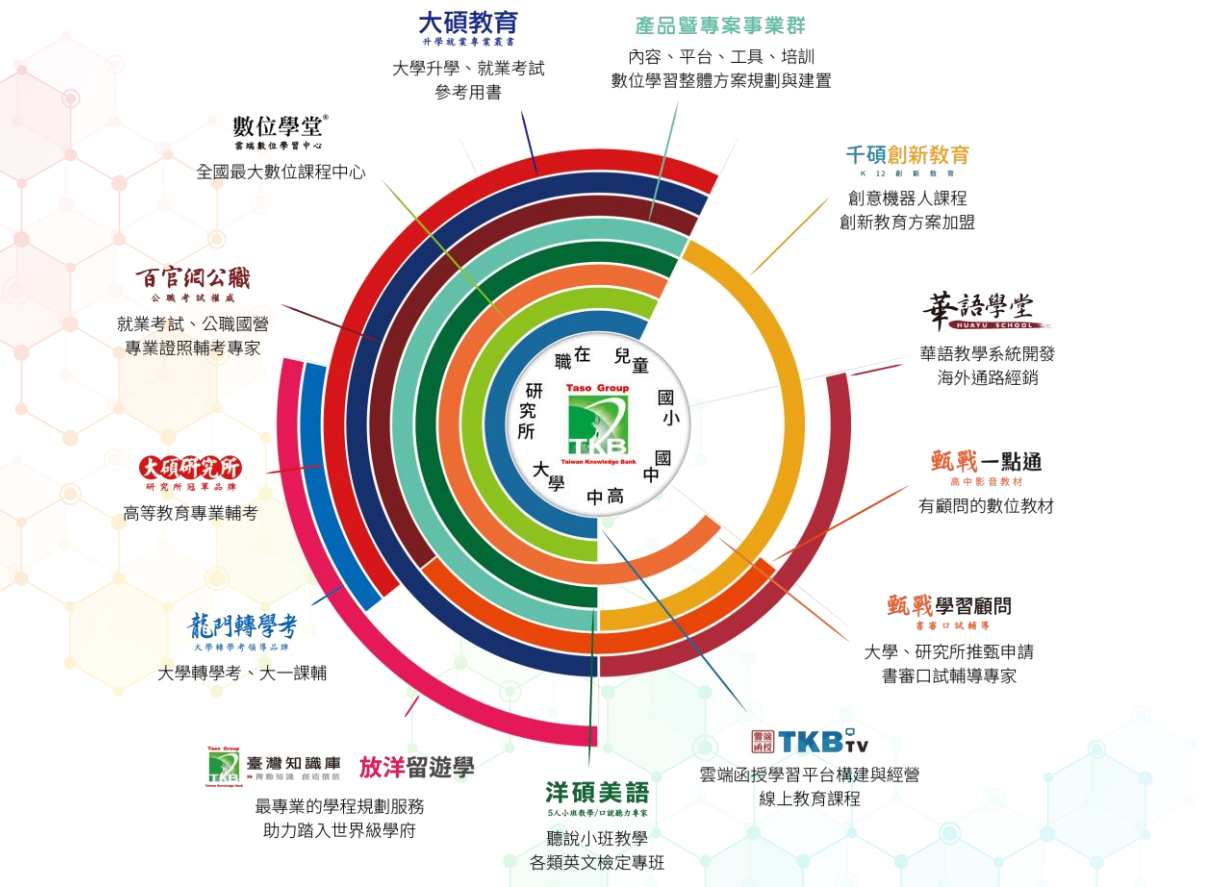 大碩教育
升學就業專業叢書
大學升學、就業考試
參考用書
產品暨專案事業群
內容、平台、工具、培訓
數位學習整體方案規劃與建置
數位學堂®
雲端數位學習中心
全國最大數位課程中心
千碩創新教育
K 12 創 新 教 育
創意機器人課程
創新教育方案加盟
百官網公職
公職考試權威
就業考試、公職國營
專業證照輔考專家
華語學堂
HUAYU SCHOOL
華語教學系統開發
海外通路經銷
兒童
國小
國中
高中
大學
研究所
在職
Taso Group
TKB
Taiwan Knowledge Bank
大碩研究所
研究所冠軍品牌
高等教育專業輔考
甄戰一點通
高中影音教材
有顧問的數位教材
龍門轉學考
大學轉學考領導品牌
大學轉學考、大一課輔
甄戰學習顧問
書審口試輔導
大學、研究所推甄申請
書審口試輔導專家
Taso Group
TKB
Taiwan Knowledge Bank
臺灣知識庫
傳動知識 創造價值
放洋留遊學
最專業的學程規劃服務
助力踏入世界級學府
洋碩美語
5人小班教學/口說聽力專家
聽說小班教學
各類英文檢定專班
雲端函授 TKBTV
雲端函授學習平台構建與經營
線上教育課程